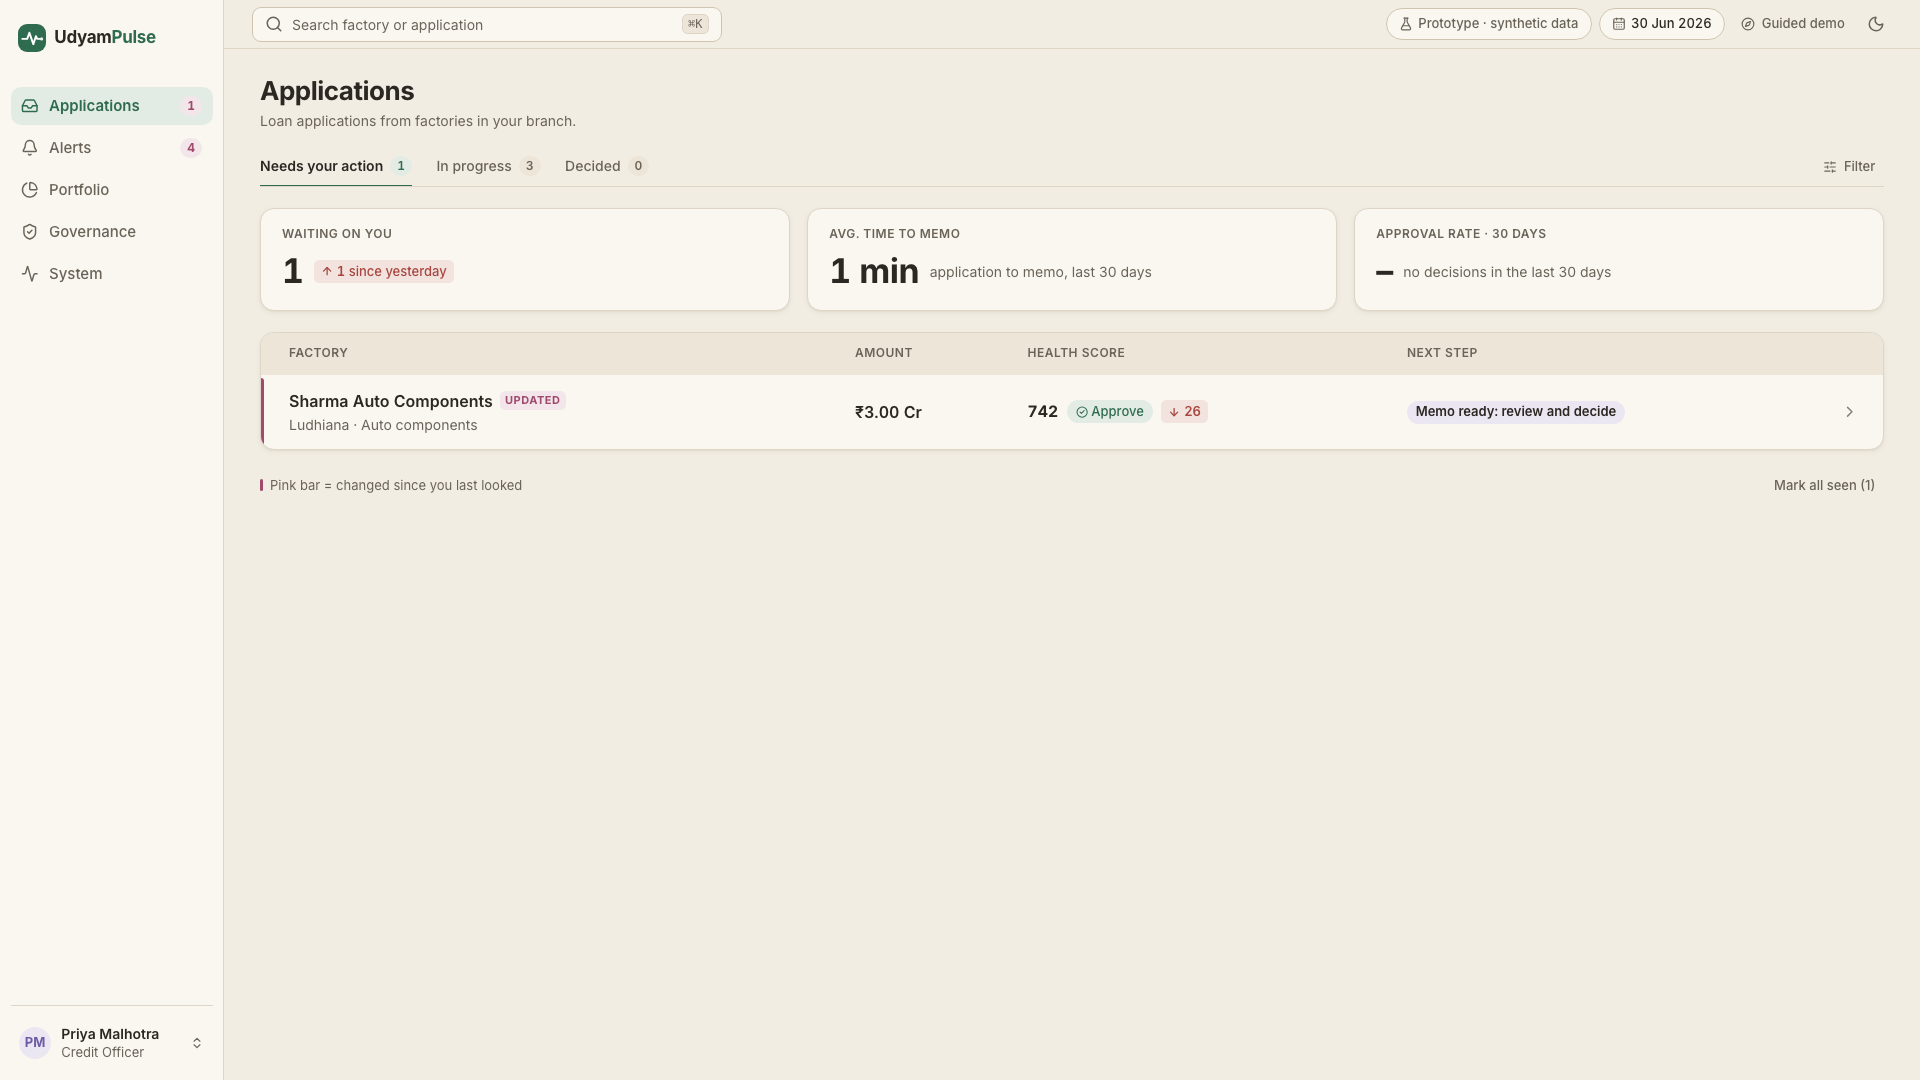 UdyamPulse
Search factory or application
⌘K
Prototype · synthetic data
30 Jun 2026
Guided demo
Applications 1
Alerts 4
Portfolio
Governance
System
Applications
Loan applications from factories in your branch.
Needs your action 1
In progress 3
Decided 0
Filter
WAITING ON YOU
1 ↑ 1 since yesterday
AVG. TIME TO MEMO
1 min application to memo, last 30 days
APPROVAL RATE · 30 DAYS
– no decisions in the last 30 days
FACTORY AMOUNT HEALTH SCORE NEXT STEP
Sharma Auto Components UPDATED
Ludhiana · Auto components
₹3.00 Cr
742 Approve ↓ 26
Memo ready: review and decide
Pink bar = changed since you last looked
Mark all seen (1)
PM
Priya Malhotra
Credit Officer